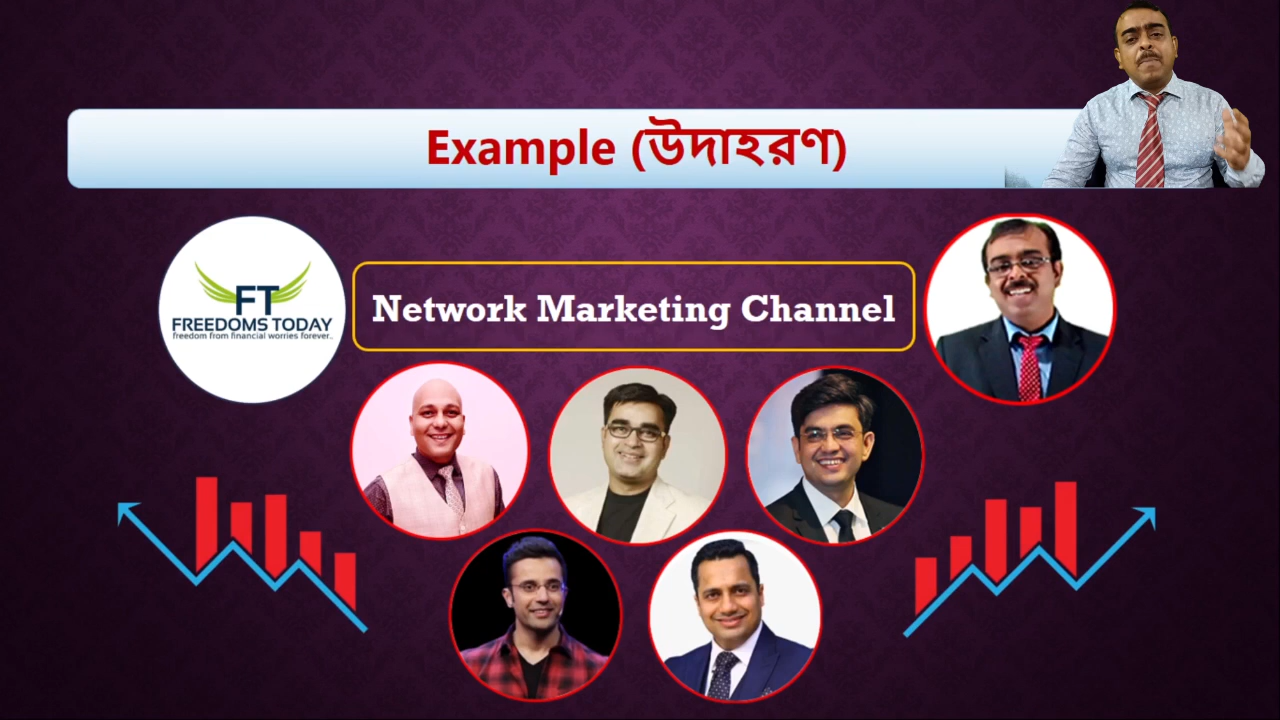 Example (উদাহরণ)
FT
FREEDOMS TODAY
freedom from financial worries forever..
Network Marketing Channel